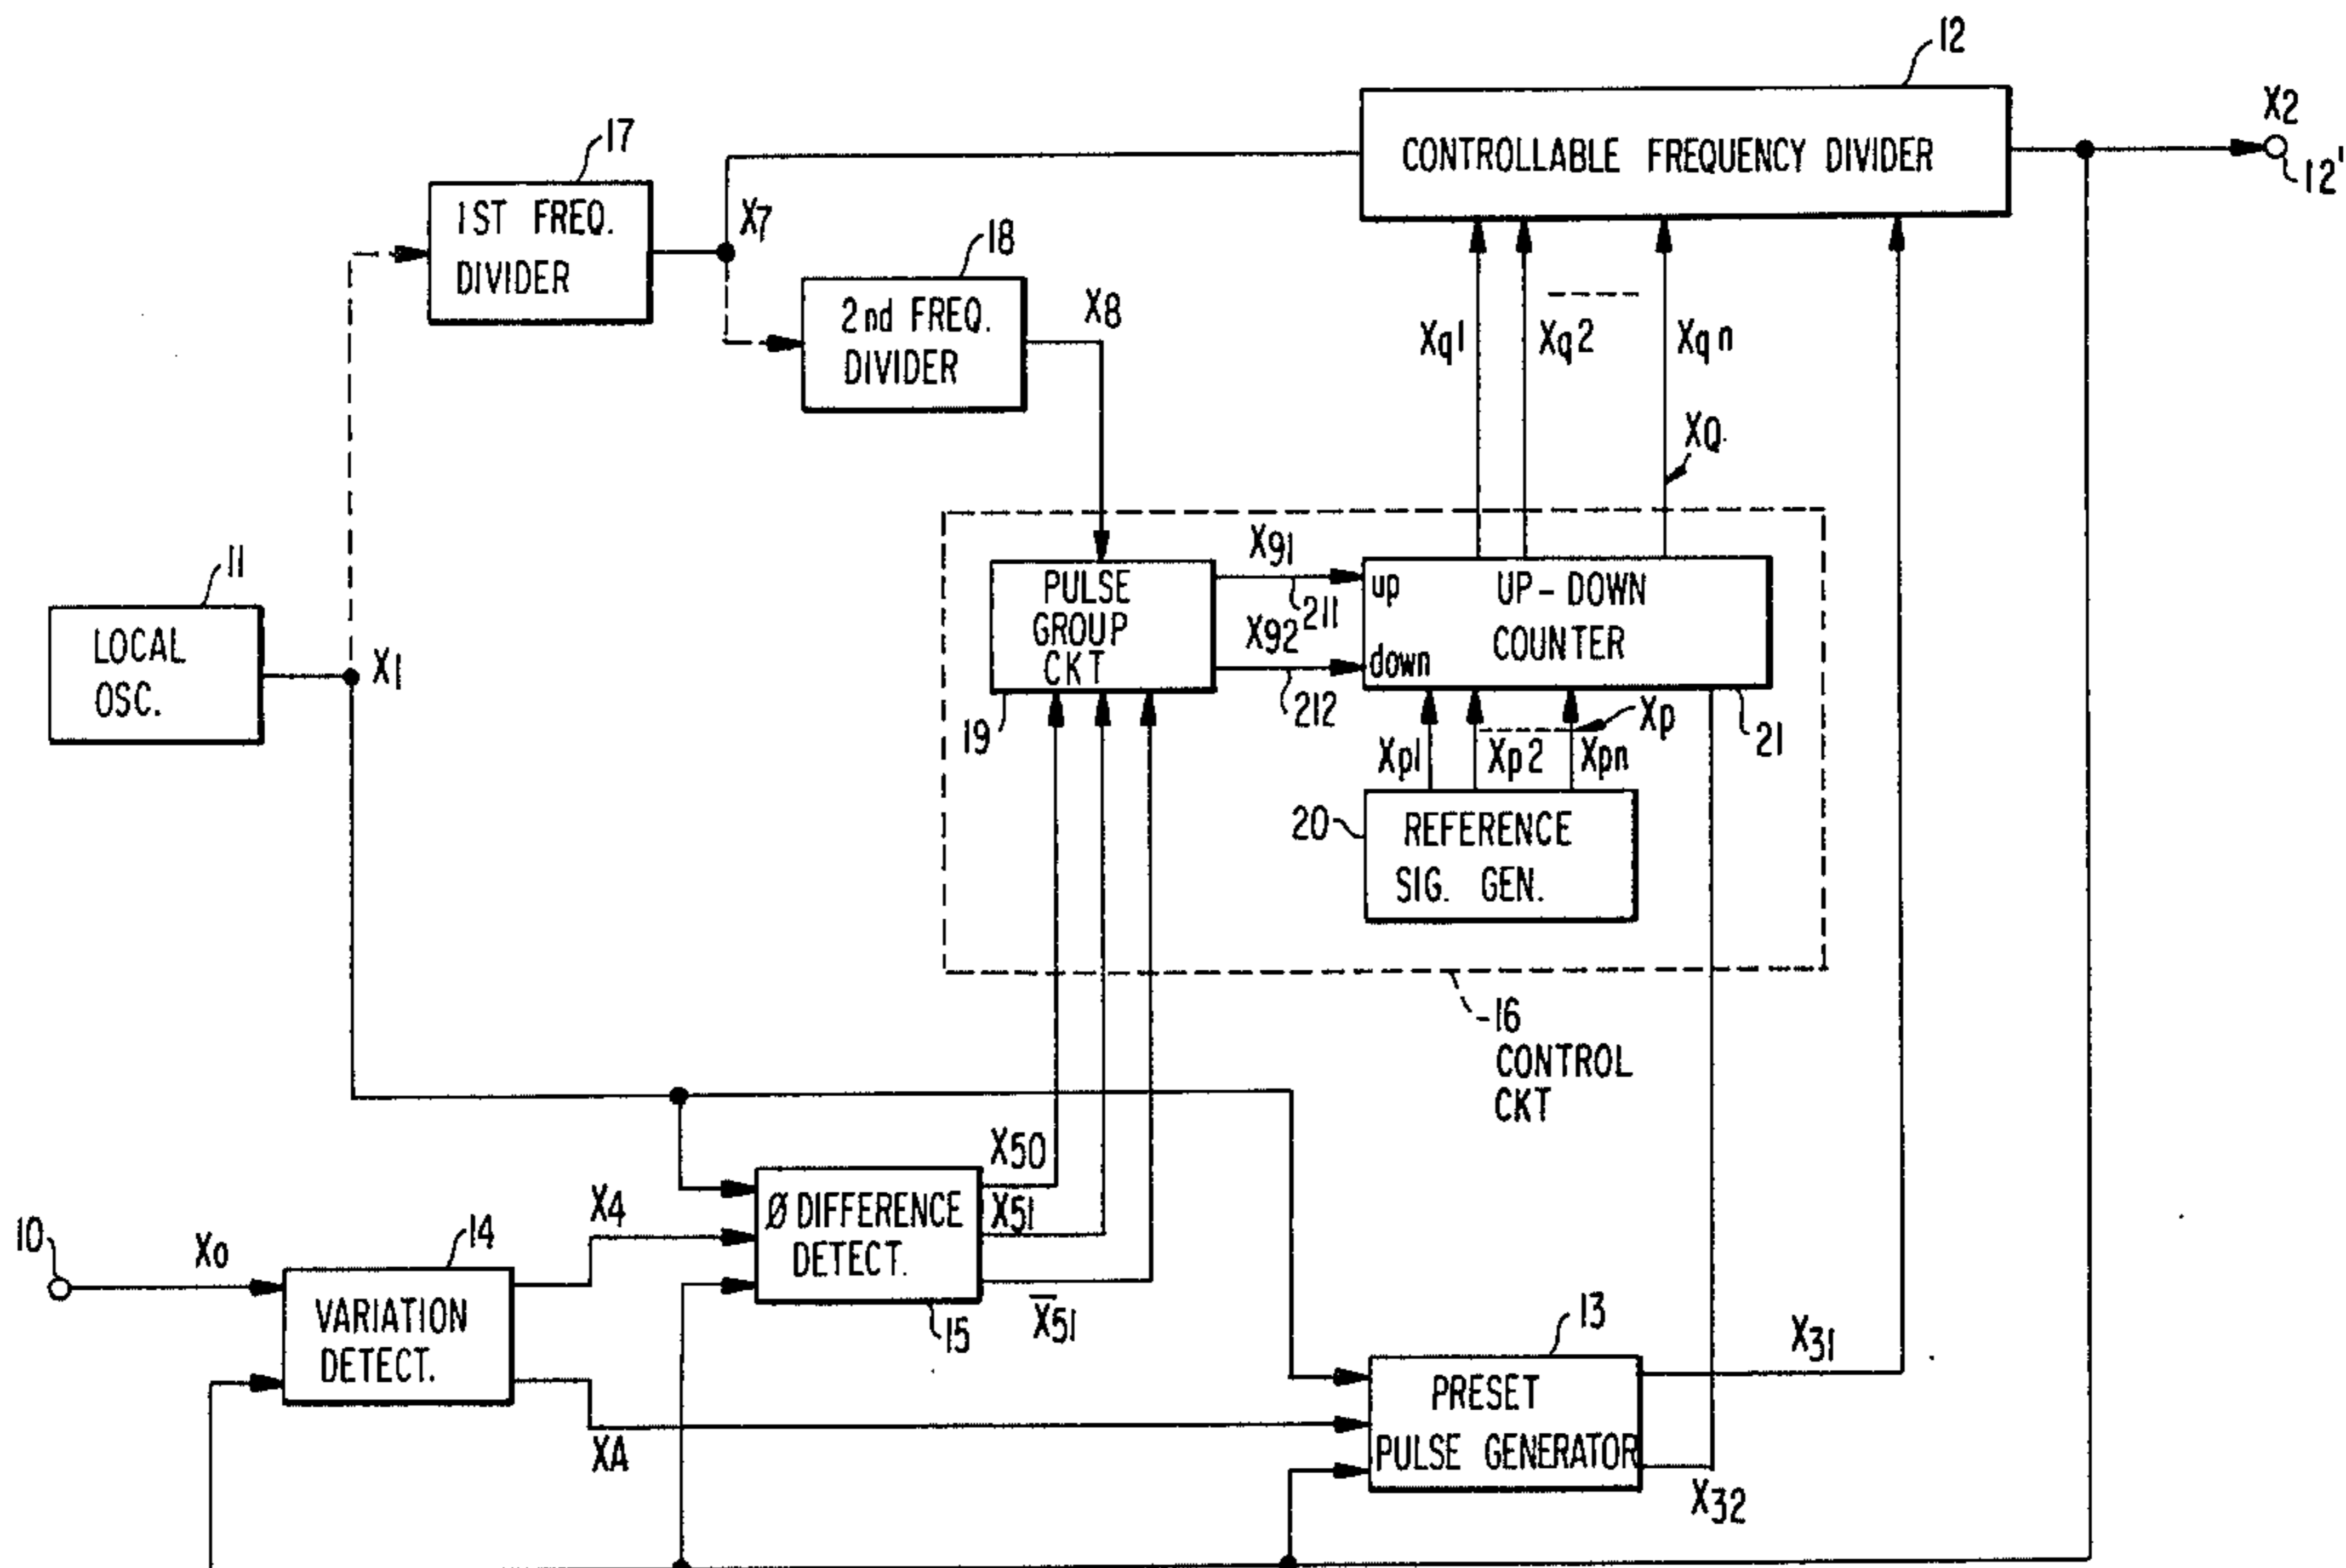 12
X2
12'
CONTROLLABLE FREQUENCY DIVIDER
17
1ST FREQ.
DIVIDER
X7
18
2nd FREQ.
DIVIDER
X8
Xq1
Xq2
Xqn
XQ
11
LOCAL
OSC.
X1
PULSE
GROUP
CKT
19
X91
211
X92
212
up
down
UP-DOWN
COUNTER
21
Xp1
Xp2
Xpn
Xp
20
REFERENCE
SIG. GEN.
16
CONTROL
CKT
10
X0
14
VARIATION
DETECT.
X4
XA
Ø DIFFERENCE
DETECT.
15
X50
X51
X̅51
13
PRESET
PULSE GENERATOR
X31
X32